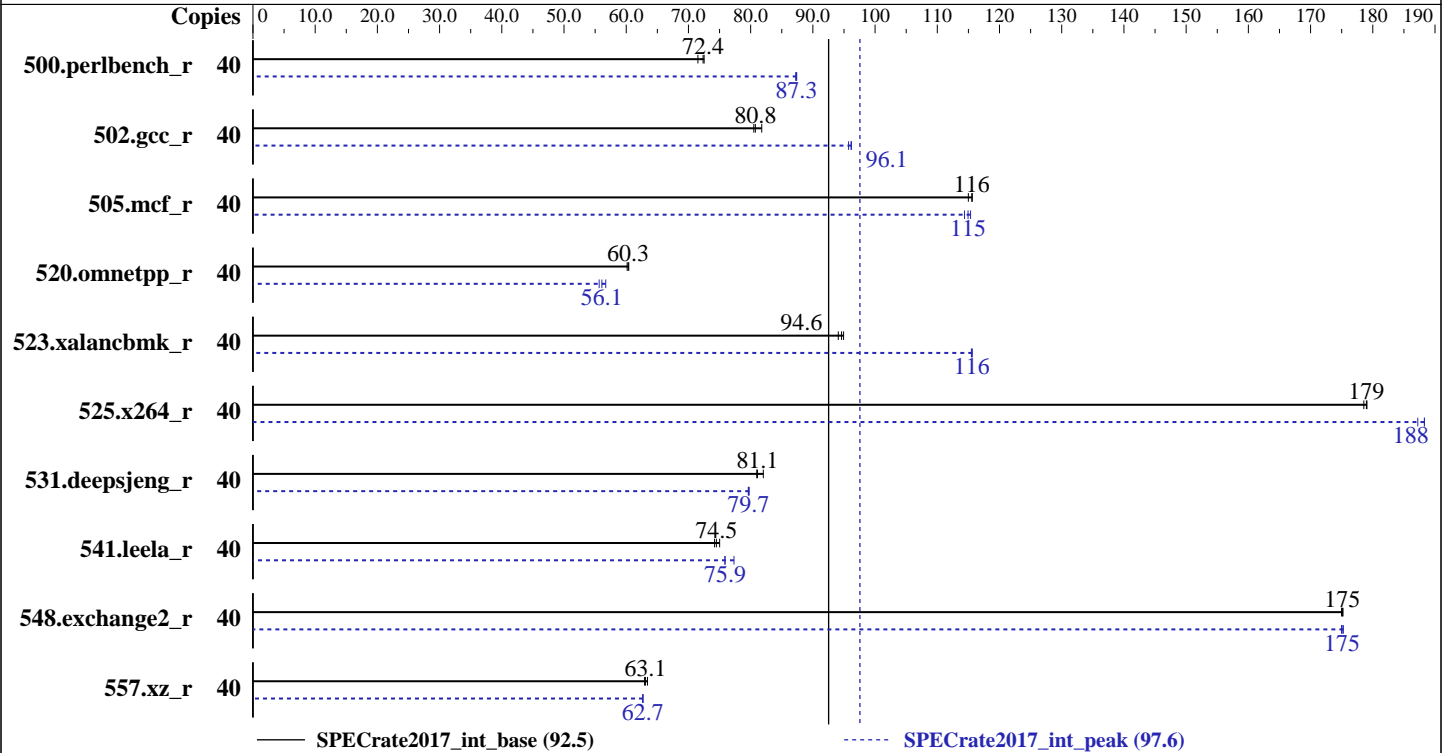 Copies 0 10.0 20.0 30.0 40.0 50.0 60.0 70.0 80.0 90.0 100 110 120 130 140 150 160 170 180 190
72.4
500.perlbench_r 40
87.3
80.8
502.gcc_r 40
96.1
116
505.mcf_r 40
115
60.3
520.omnetpp_r 40
56.1
94.6
523.xalancbmk_r 40
116
179
525.x264_r 40
188
81.1
531.deepsjeng_r 40
79.7
74.5
541.leela_r 40
75.9
175
548.exchange2_r 40
175
63.1
557.xz_r 40
62.7
SPECrate2017_int_base (92.5) SPECrate2017_int_peak (97.6)